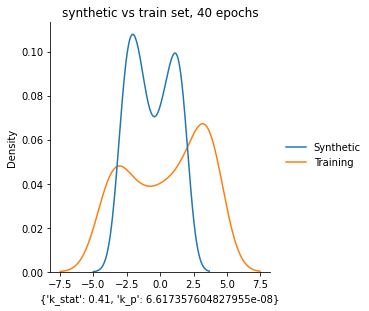 synthetic vs train set, 40 epochs
0.10
0.08
0.06
0.04
0.02
0.00
Density
Synthetic
Training
−7.5 −5.0 −2.5 0.0 2.5 5.0 7.5
{'k_stat': 0.41, 'k_p': 6.617357604827955e-08}